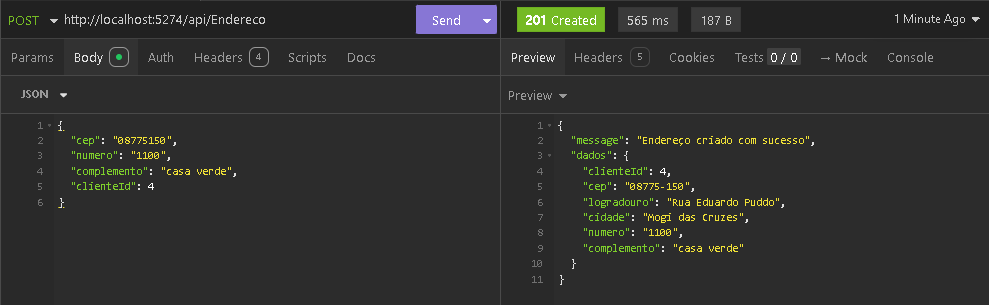 POST http://localhost:5274/api/Endereco Send 201 Created 565 ms 187 B 1 Minute Ago
Params Body Auth Headers 4 Scripts Docs Preview Headers 5 Cookies Tests 0 / 0 → Mock Console
JSON
Preview
1 {
2 "cep": "08775150",
3 "numero": "1100",
4 "complemento": "casa verde",
5 "clienteId": 4
6 }
1 {
2 "message": "Endereço criado com sucesso",
3 "dados": {
4 "clienteId": 4,
5 "cep": "08775-150",
6 "logradouro": "Rua Eduardo Puddo",
7 "cidade": "Mogi das Cruzes",
8 "numero": "1100",
9 "complemento": "casa verde"
10 }
11 }